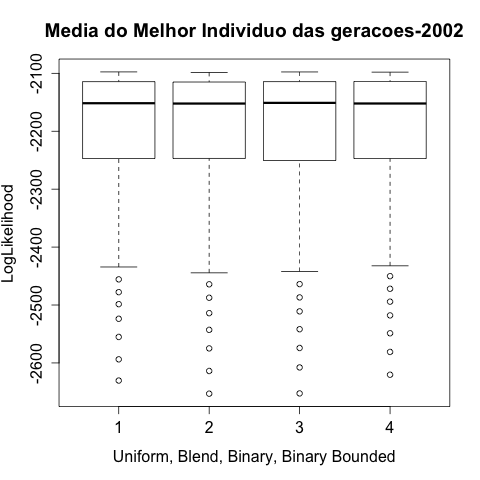 Media do Melhor Individuo das geracoes-2002
LogLikelihood
-2100
-2200
-2300
-2400
-2500
-2600
1 2 3 4
Uniform, Blend, Binary, Binary Bounded